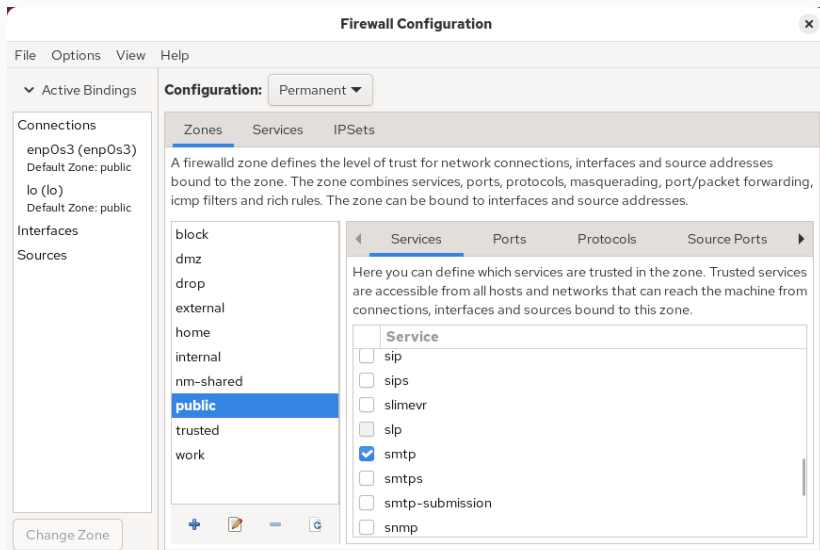 Firewall Configuration
File Options View Help
Active Bindings
Connections
enp0s3 (enp0s3)
Default Zone: public
lo (lo)
Default Zone: public
Interfaces
Sources
Change Zone
Configuration: Permanent
Zones Services IPSets
A firewalld zone defines the level of trust for network connections, interfaces and source addresses
bound to the zone. The zone combines services, ports, protocols, masquerading, port/packet forwarding,
icmp filters and rich rules. The zone can be bound to interfaces and source addresses.
block
dmz
drop
external
home
internal
nm-shared
public
trusted
work
Services Ports Protocols Source Ports
Here you can define which services are trusted in the zone. Trusted services
are accessible from all hosts and networks that can reach the machine from
connections, interfaces and sources bound to this zone.
Service
sip
sips
slimevr
slp
smtp
smtps
smtp-submission
snmp